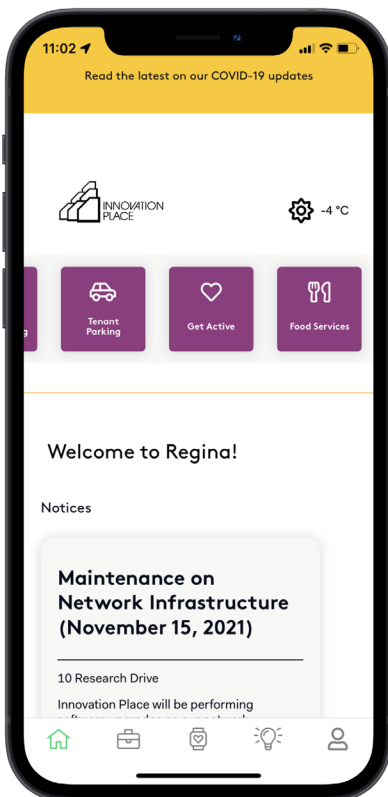 11:02
Read the latest on our COVID-19 updates
INNOVATION
PLACE
-4 °C
g
Tenant
Parking
Get Active
Food Services
Welcome to Regina!
Notices
Maintenance on
Network Infrastructure
(November 15, 2021)
10 Research Drive
Innovation Place will be performing